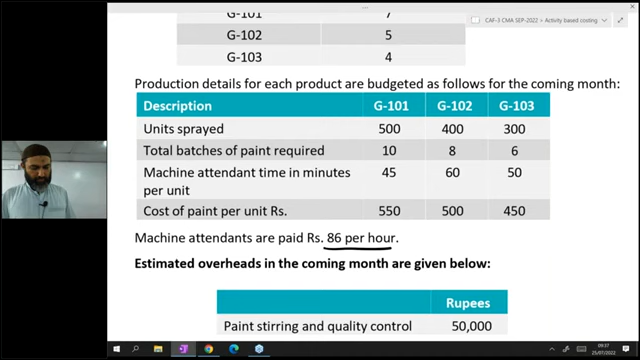 CAF-3 CMA SEP-2022 > Activity based costing
G-101 7
G-102 5
G-103 4
Production details for each product are budgeted as follows for the coming month:
Description G-101 G-102 G-103
Units sprayed 500 400 300
Total batches of paint required 10 8 6
Machine attendant time in minutes per unit 45 60 50
Cost of paint per unit Rs. 550 500 450
Machine attendants are paid Rs. 86 per hour.
Estimated overheads in the coming month are given below:
Rupees
Paint stirring and quality control 50,000
09:37
25/07/2022